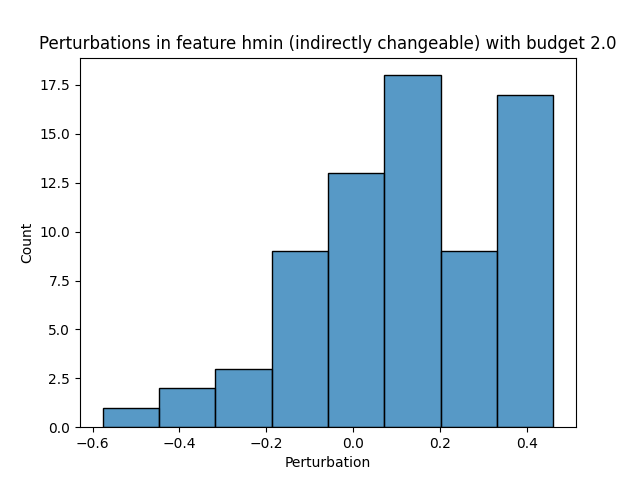 Perturbations in feature hmin (indirectly changeable) with budget 2.0
17.5
15.0
12.5
10.0
7.5
5.0
2.5
0.0
Count
−0.6 −0.4 −0.2 0.0 0.2 0.4
Perturbation